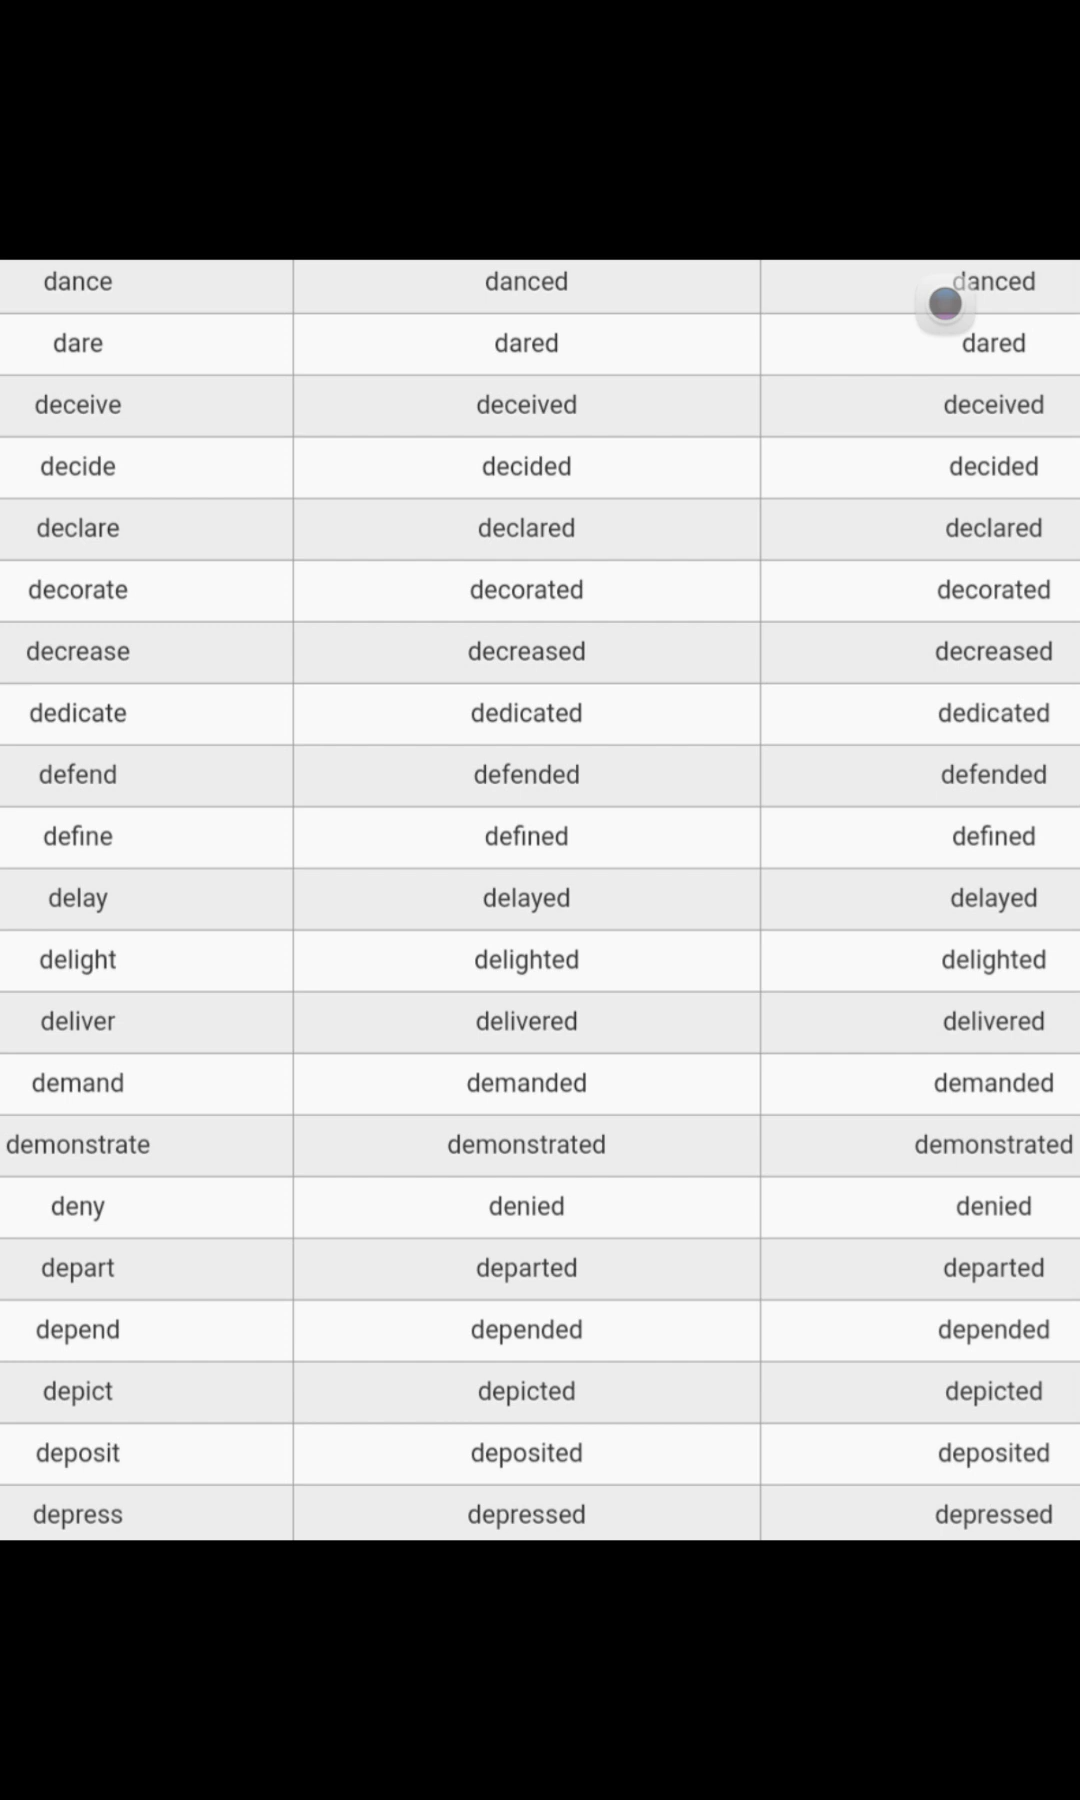 dance danced danced
dare dared dared
deceive deceived deceived
decide decided decided
declare declared declared
decorate decorated decorated
decrease decreased decreased
dedicate dedicated dedicated
defend defended defended
define defined defined
delay delayed delayed
delight delighted delighted
deliver delivered delivered
demand demanded demanded
demonstrate demonstrated demonstrated
deny denied denied
depart departed departed
depend depended depended
depict depicted depicted
deposit deposited deposited
depress depressed depressed